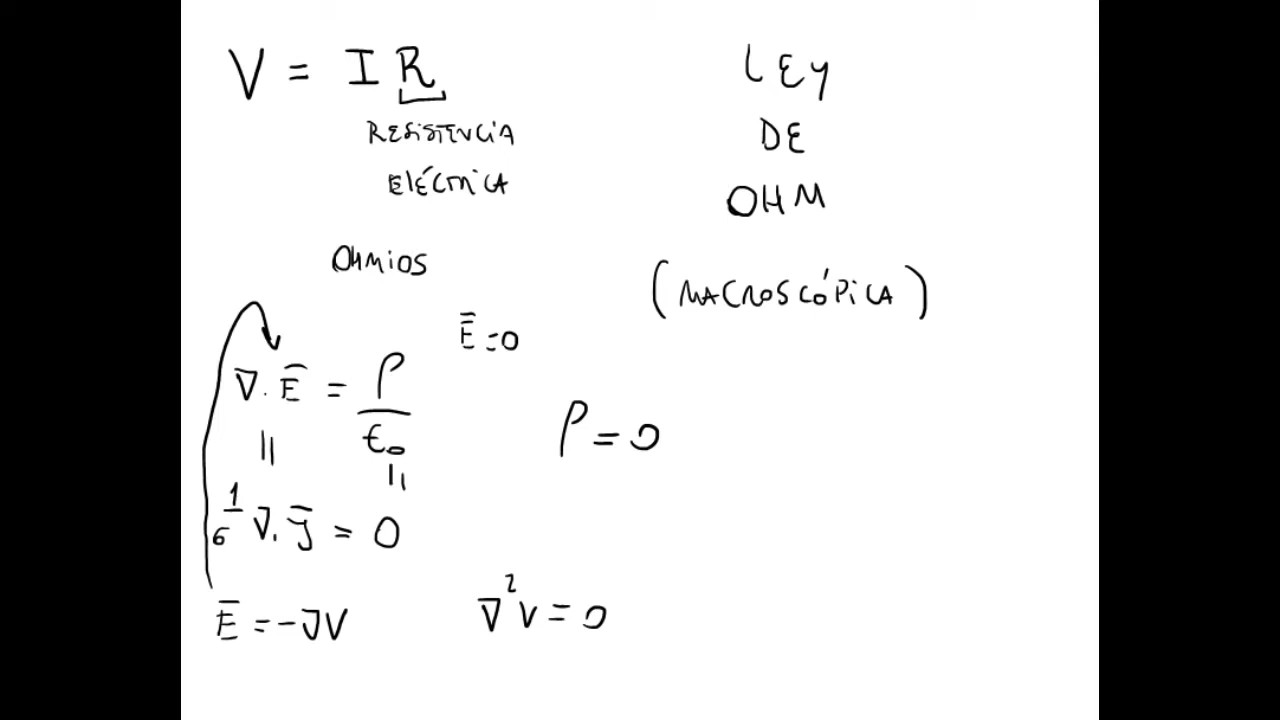 V = I R
RESISTENCIA
ELÉCTRICA
OHMIOS
LEY
DE
OHM
(MACROSCÓPICA)
E̅ = 0
∇ · E̅ = ρ / ε₀
ρ = 0
|| ||
1/σ ∇ · J̅ = 0
E̅ = -∇V
∇²V = 0